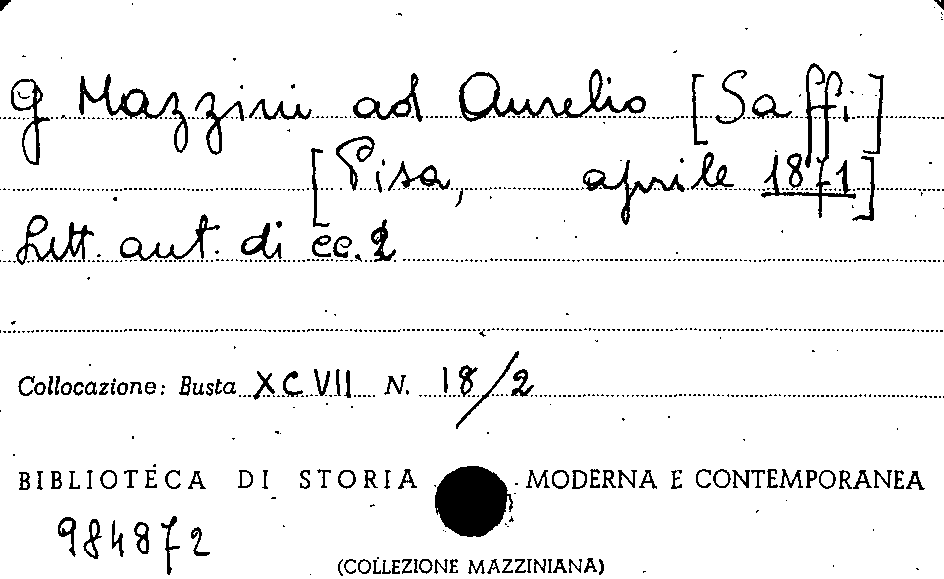 G. Mazzini ad Aurelio [Saffi]
[Pisa, aprile 1871]
Lett. aut. di cc. 2
Collocazione: Busta XCVII N. 18/2
BIBLIOTECA DI STORIA MODERNA E CONTEMPORANEA
984872
(COLLEZIONE MAZZINIANA)